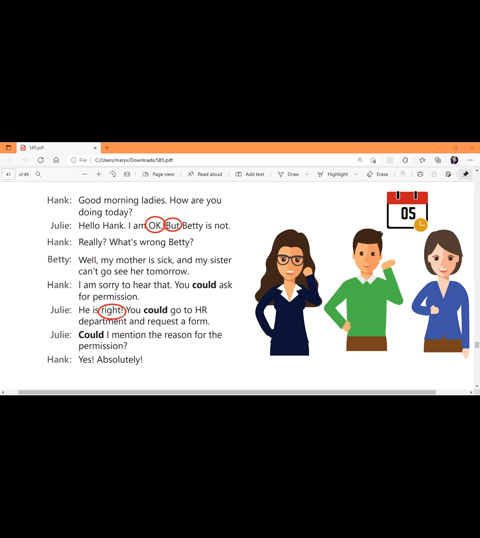 SB5.pdf
File C:/Users/maryx/Downloads/SB5.pdf
41 of 49 Page view Read aloud Add text Draw Highlight Erase
Hank: Good morning ladies. How are you
doing today?
Julie: Hello Hank. I am OK. But Betty is not.
Hank: Really? What's wrong Betty?
Betty: Well, my mother is sick, and my sister
can't go see her tomorrow.
Hank: I am sorry to hear that. You could ask
for permission.
Julie: He is right! You could go to HR
department and request a form.
Julie: Could I mention the reason for the
permission?
Hank: Yes! Absolutely!
05